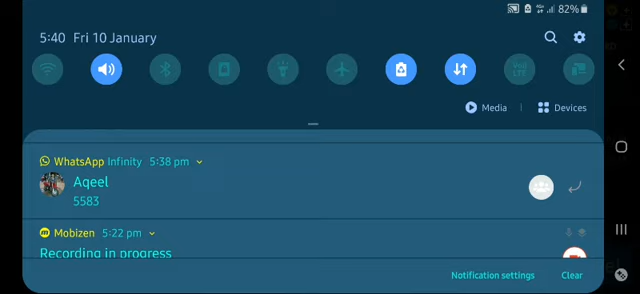 82%
5:40 Fri 10 January
Media | Devices
WhatsApp Infinity 5:38 pm
Aqeel
5583
Mobizen 5:22 pm
Recording in progress
Notification settings Clear